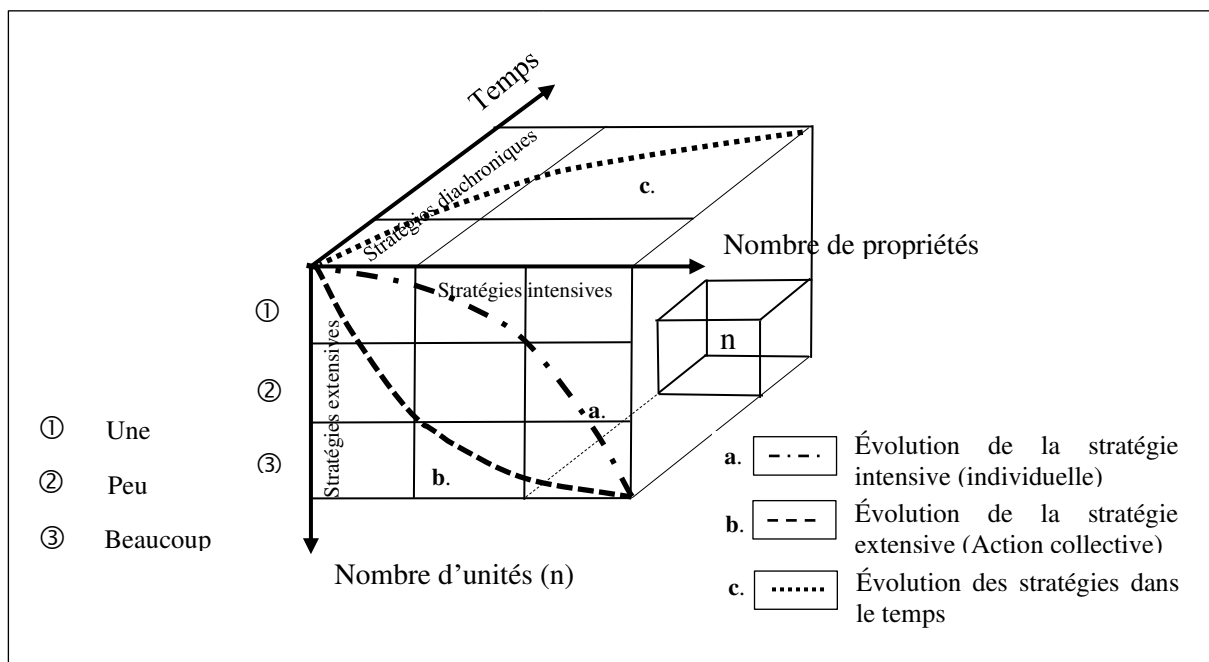 Temps
Stratégies diachroniques
c.
Nombre de propriétés
Stratégies intensives
①
Stratégies extensives
n
②
a.
① Une
③
b.
② Peu
③ Beaucoup
Nombre d’unités (n)
a. Évolution de la stratégie
intensive (individuelle)
b. Évolution de la stratégie
extensive (Action collective)
c. Évolution des stratégies dans
le temps